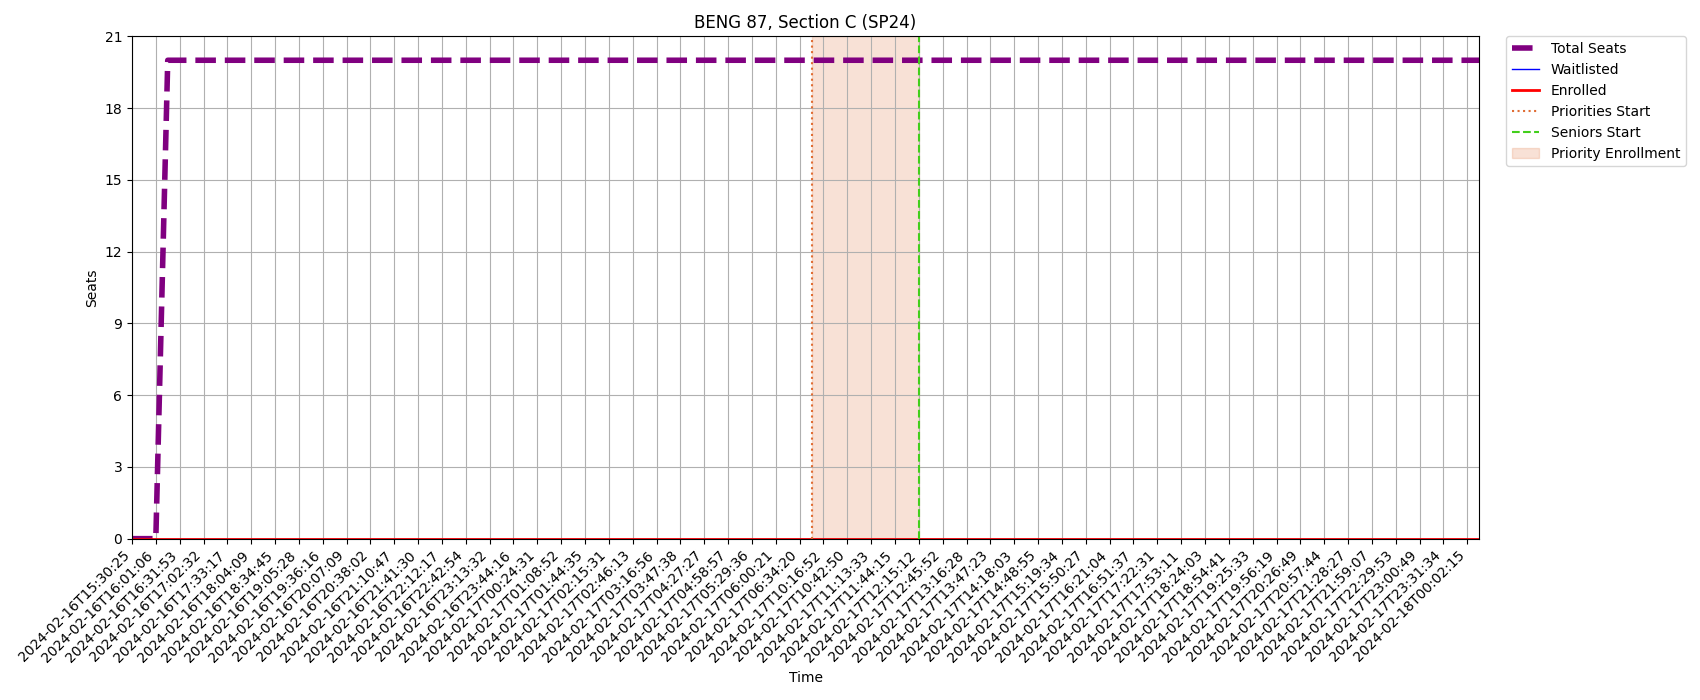 BENG 87, Section C (SP24)
21
18
15
12
9
6
3
0
Seats
Total Seats
Waitlisted
Enrolled
Priorities Start
Seniors Start
Priority Enrollment
2024-02-16T15:30:25
2024-02-16T16:01:06
2024-02-16T16:31:53
2024-02-16T17:02:32
2024-02-16T17:33:17
2024-02-16T18:04:09
2024-02-16T18:34:45
2024-02-16T19:05:28
2024-02-16T19:36:16
2024-02-16T20:07:09
2024-02-16T20:38:02
2024-02-16T21:10:47
2024-02-16T21:41:30
2024-02-16T22:12:17
2024-02-16T22:42:54
2024-02-16T23:13:32
2024-02-16T23:44:16
2024-02-17T00:24:31
2024-02-17T01:08:52
2024-02-17T01:44:35
2024-02-17T02:15:31
2024-02-17T02:46:13
2024-02-17T03:16:56
2024-02-17T03:47:38
2024-02-17T04:27:27
2024-02-17T04:58:57
2024-02-17T05:29:36
2024-02-17T06:00:21
2024-02-17T06:34:20
2024-02-17T10:16:52
2024-02-17T10:42:50
2024-02-17T11:13:33
2024-02-17T11:44:15
2024-02-17T12:15:12
2024-02-17T12:45:52
2024-02-17T13:16:28
2024-02-17T13:47:23
2024-02-17T14:18:03
2024-02-17T14:48:55
2024-02-17T15:19:34
2024-02-17T15:50:27
2024-02-17T16:21:04
2024-02-17T16:51:37
2024-02-17T17:22:31
2024-02-17T17:53:11
2024-02-17T18:24:03
2024-02-17T18:54:41
2024-02-17T19:25:33
2024-02-17T19:56:19
2024-02-17T20:26:49
2024-02-17T20:57:44
2024-02-17T21:28:27
2024-02-17T21:59:07
2024-02-17T22:29:53
2024-02-17T23:00:49
2024-02-17T23:31:34
2024-02-18T00:02:15
Time